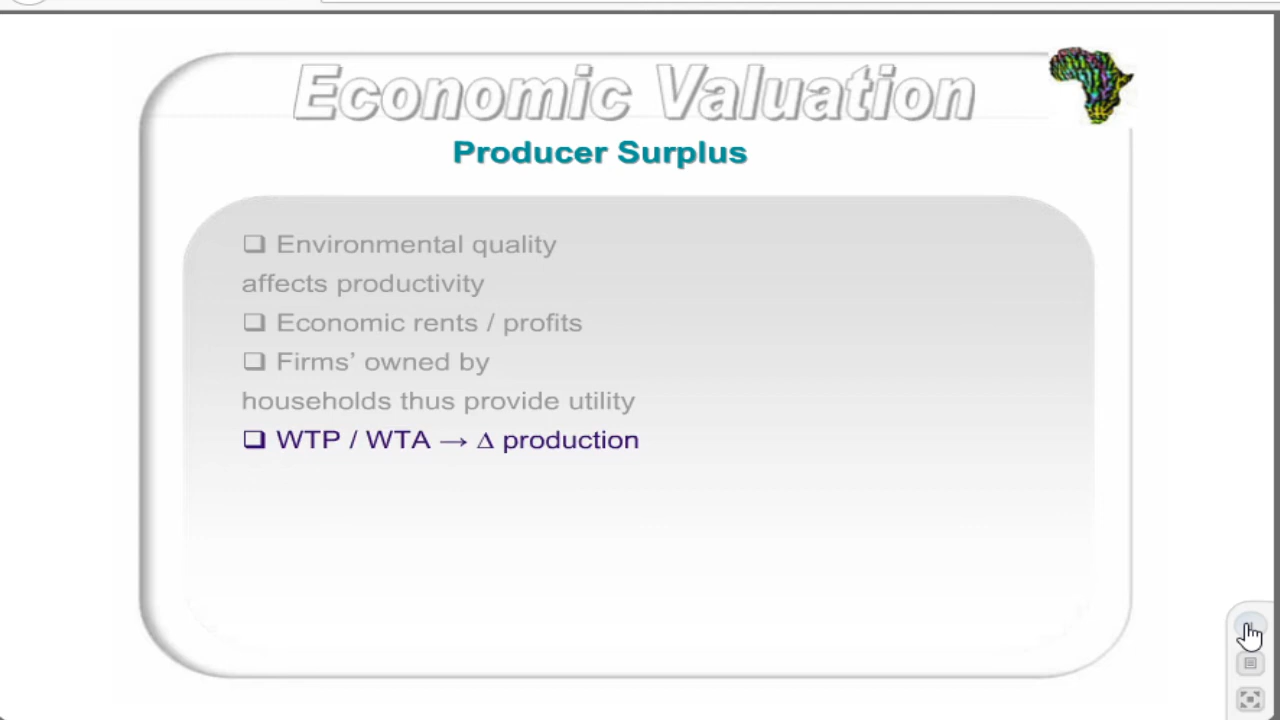 Economic Valuation
Producer Surplus
❑ Environmental quality
affects productivity
❑ Economic rents / profits
❑ Firms’ owned by
households thus provide utility
❑ WTP / WTA → Δ production